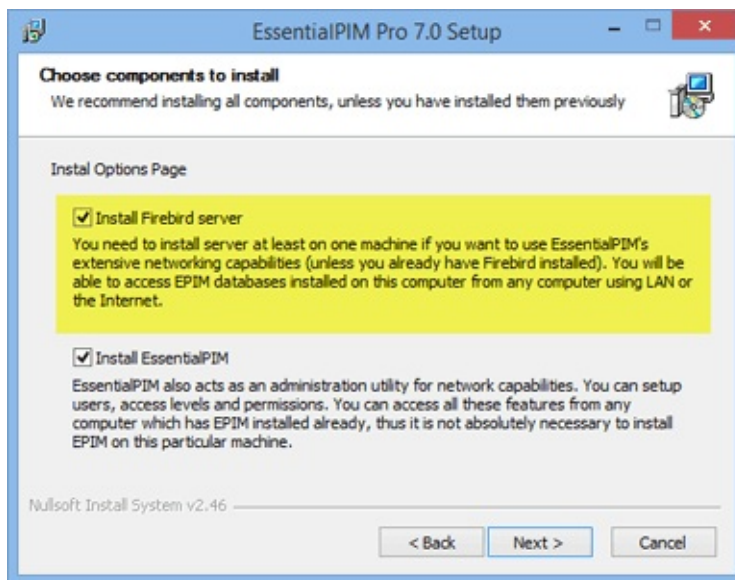 EssentialPIM Pro 7.0 Setup
Choose components to install
We recommend installing all components, unless you have installed them previously
Instal Options Page
Install Firebird server
You need to install server at least on one machine if you want to use EssentialPIM's
extensive networking capabilities (unless you already have Firebird installed). You will be
able to access EPIM databases installed on this computer from any computer using LAN or
the Internet.
Install EssentialPIM
EssentialPIM also acts as an administration utility for network capabilities. You can setup
users, access levels and permissions. You can access all these features from any
computer which has EPIM installed already, thus it is not absolutely necessary to install
EPIM on this particular machine.
Nullsoft Install System v2.46
< Back Next > Cancel